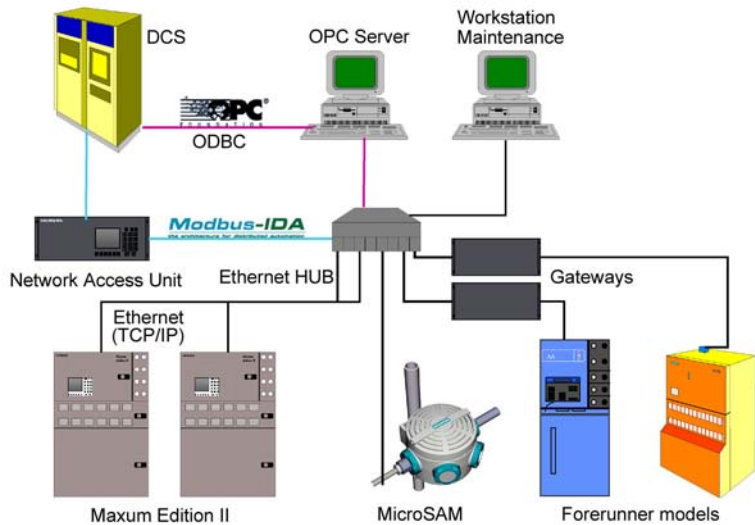 DCS
OPC Server
Workstation
Maintenance
OPC®
FOUNDATION
ODBC
Modbus-IDA
the architecture for distributed automation
Network Access Unit
Ethernet HUB
Gateways
Ethernet
(TCP/IP)
Maxum Edition II
MicroSAM
Forerunner models